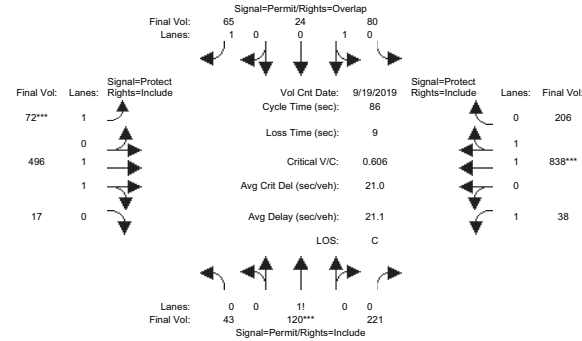 Signal=Permit/Rights=Overlap
Final Vol: 65 24 80
Lanes: 1 0 0 1 0
Signal=Protect Signal=Protect
Final Vol: Lanes: Rights=Include Vol Cnt Date: 9/19/2019 Rights=Include Lanes: Final Vol:
Cycle Time (sec): 86
72*** 1 0 206
Loss Time (sec): 9
0 1
496 1 Critical V/C: 0.606 1 838***
1 Avg Crit Del (sec/veh): 21.0 0
17 0 Avg Delay (sec/veh): 21.1 1 38
LOS: C
Lanes: 0 0 1! 0 0
Final Vol: 43 120*** 221
Signal=Permit/Rights=Include